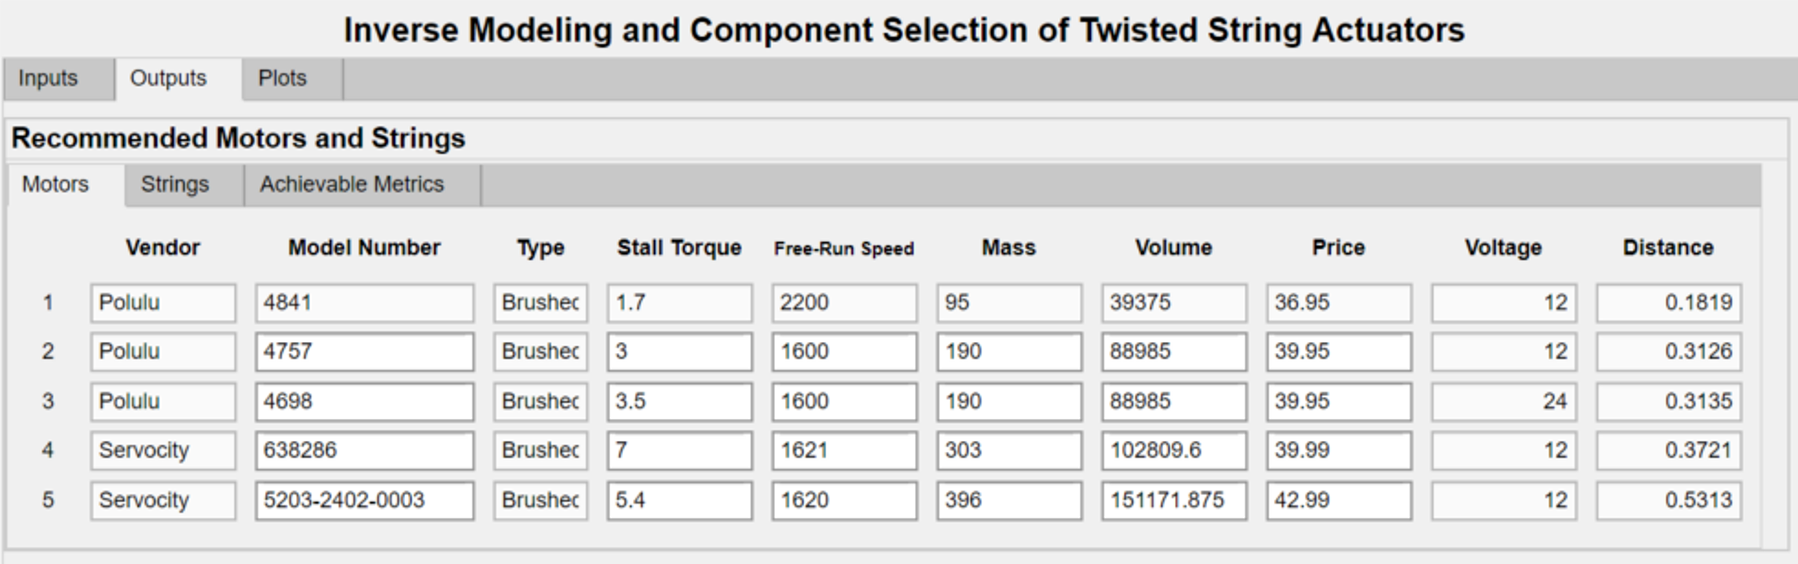 Inverse Modeling and Component Selection of Twisted String Actuators
Inputs Outputs Plots
Recommended Motors and Strings
Motors Strings Achievable Metrics
Vendor Model Number Type Stall Torque Free-Run Speed Mass Volume Price Voltage Distance
1 Polulu 4841 Brushec 1.7 2200 95 39375 36.95 12 0.1819
2 Polulu 4757 Brushec 3 1600 190 88985 39.95 12 0.3126
3 Polulu 4698 Brushec 3.5 1600 190 88985 39.95 24 0.3135
4 Servocity 638286 Brushec 7 1621 303 102809.6 39.99 12 0.3721
5 Servocity 5203-2402-0003 Brushec 5.4 1620 396 151171.875 42.99 12 0.5313